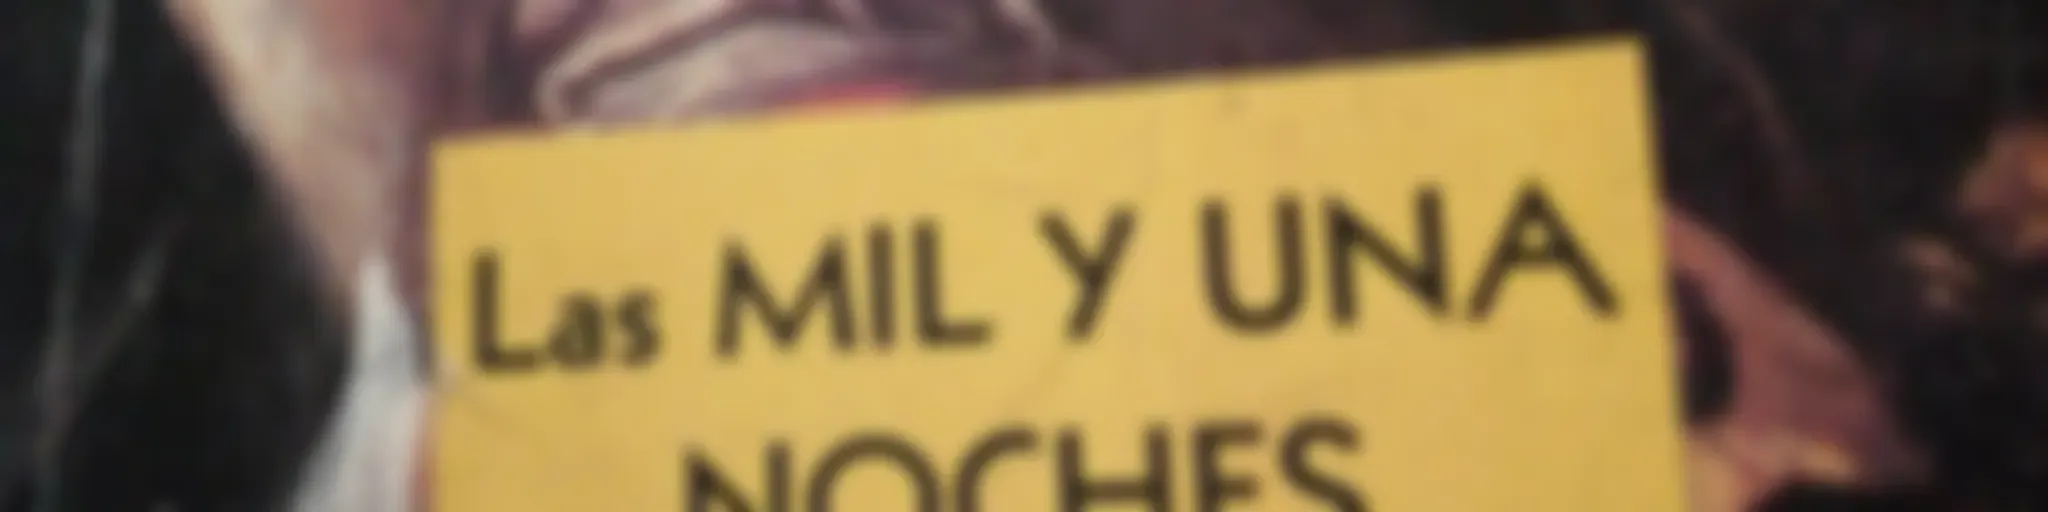 Las MIL Y UNA
NOCHES